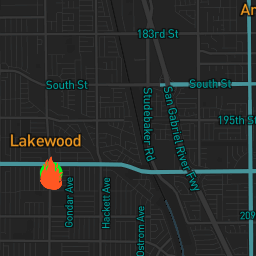 Ar
183rd St
South St
South St
Studebaker Rd
San Gabriel River Fwy
195th St
Lakewood
Gondar Ave
Hackett Ave
Ostrom Ave
209